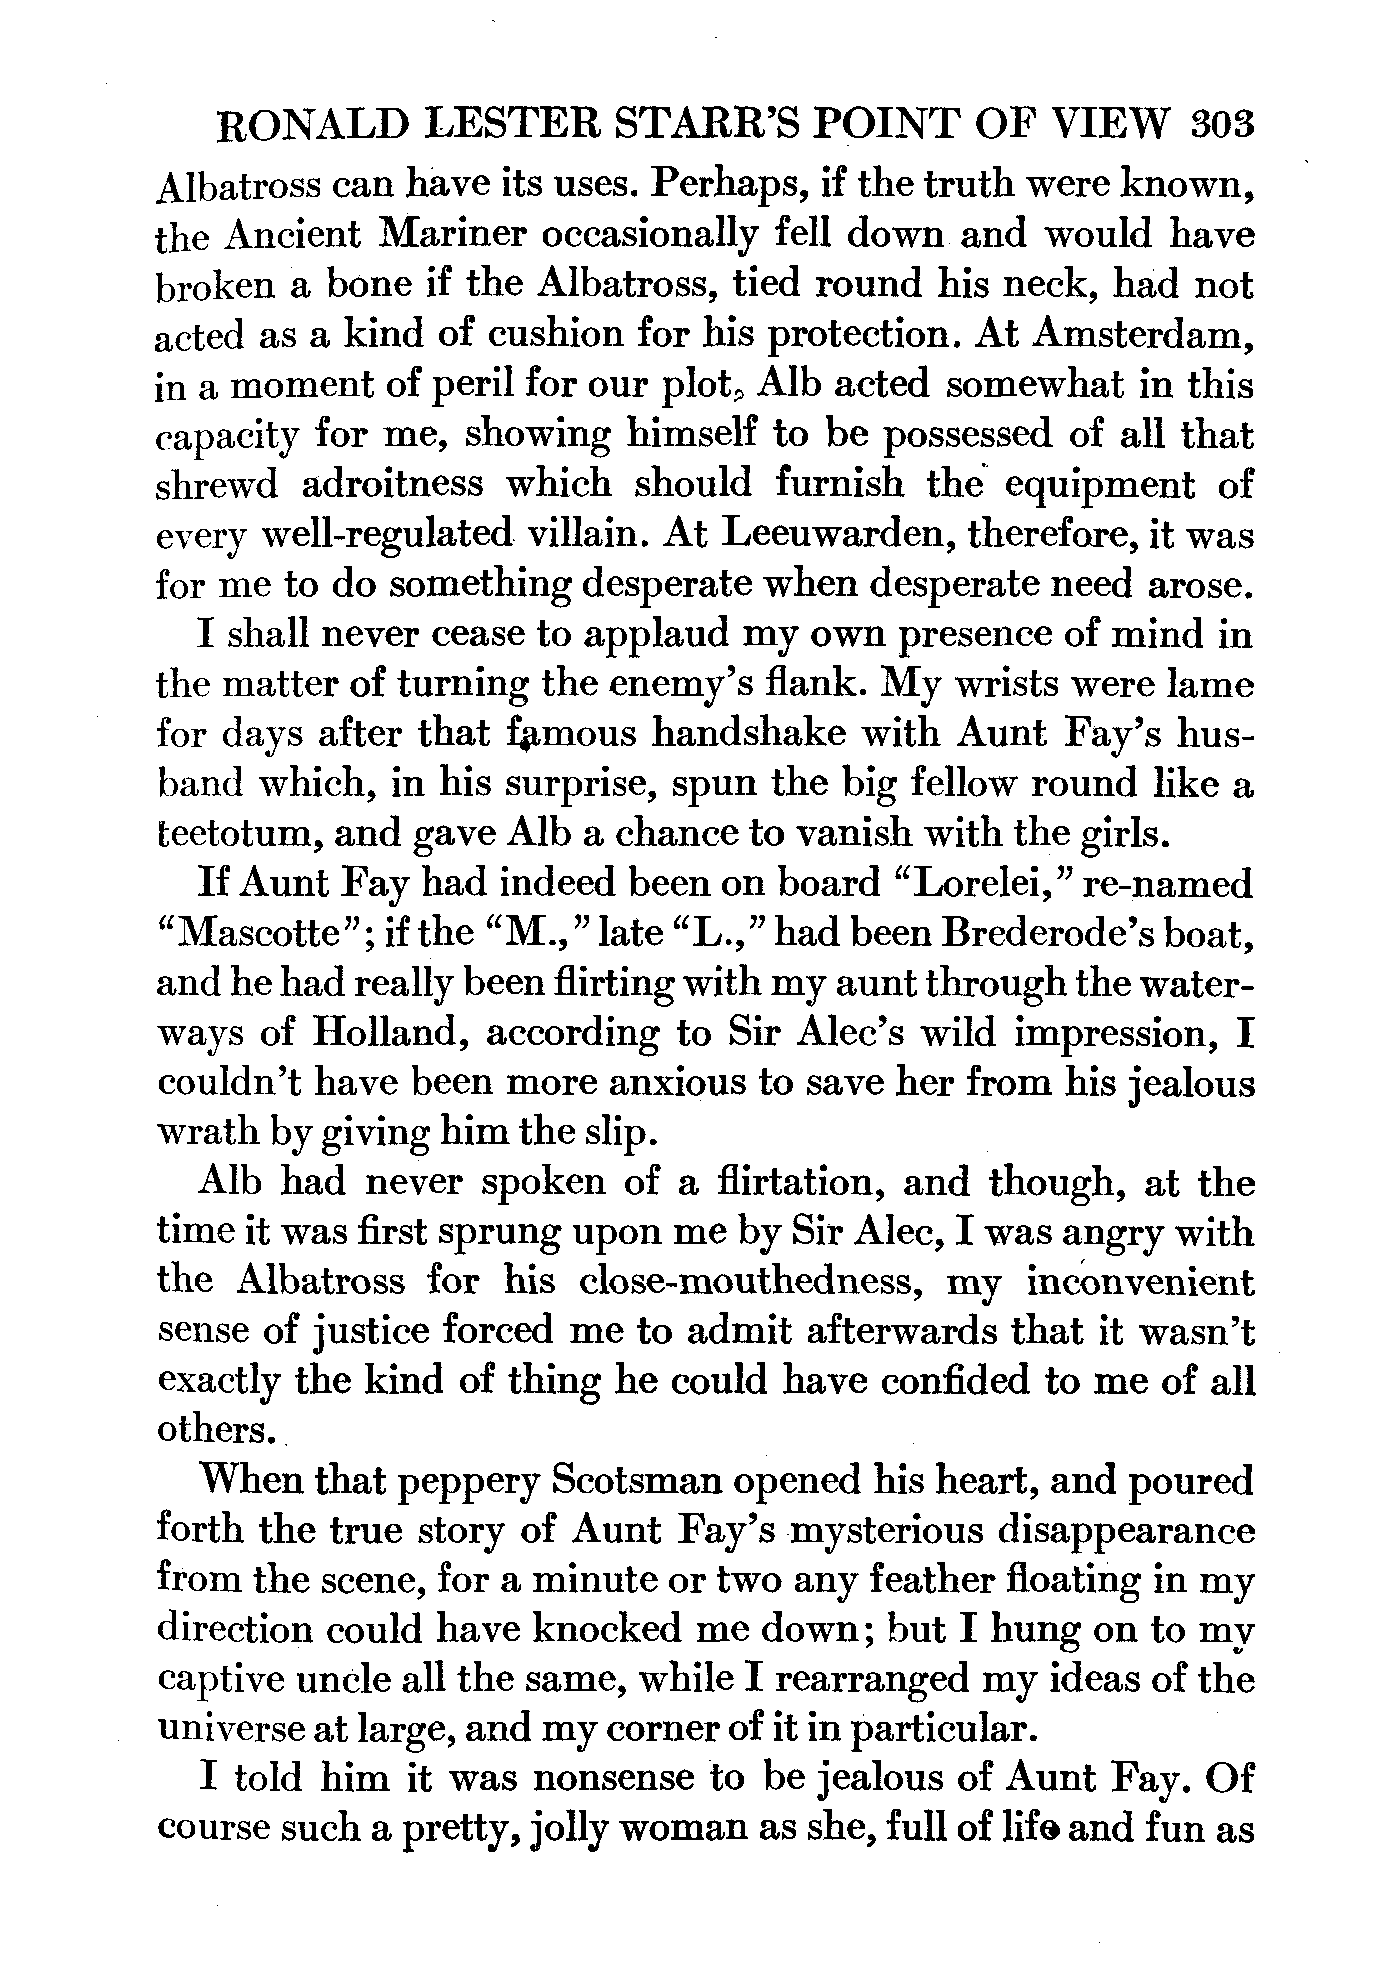 RONALD LESTER STARR'S POINT OF VIEW 303
Albatross can have its uses. Perhaps, if the truth were known,
the Ancient Mariner occasionally fell down and would have
broken a bone if the Albatross, tied round his neck, had not
acted as a kind of cushion for his protection. At Amsterdam,
in a moment of peril for our plot, Alb acted somewhat in this
capacity for me, showing himself to be possessed of all that
shrewd adroitness which should furnish the equipment of
every well-regulated villain. At Leeuwarden, therefore, it was
for me to do something desperate when desperate need arose.
I shall never cease to applaud my own presence of mind in
the matter of turning the enemy's flank. My wrists were lame
for days after that famous handshake with Aunt Fay's hus-
band which, in his surprise, spun the big fellow round like a
teetotum, and gave Alb a chance to vanish with the girls.
If Aunt Fay had indeed been on board "Lorelei," re-named
"Mascotte"; if the "M.," late "L.," had been Brederode's boat,
and he had really been flirting with my aunt through the water-
ways of Holland, according to Sir Alec's wild impression, I
couldn't have been more anxious to save her from his jealous
wrath by giving him the slip.
Alb had never spoken of a flirtation, and though, at the
time it was first sprung upon me by Sir Alec, I was angry with
the Albatross for his close-mouthedness, my inconvenient
sense of justice forced me to admit afterwards that it wasn't
exactly the kind of thing he could have confided to me of all
others.
When that peppery Scotsman opened his heart, and poured
forth the true story of Aunt Fay's mysterious disappearance
from the scene, for a minute or two any feather floating in my
direction could have knocked me down; but I hung on to my
captive uncle all the same, while I rearranged my ideas of the
universe at large, and my corner of it in particular.
I told him it was nonsense to be jealous of Aunt Fay. Of
course such a pretty, jolly woman as she, full of life and fun as